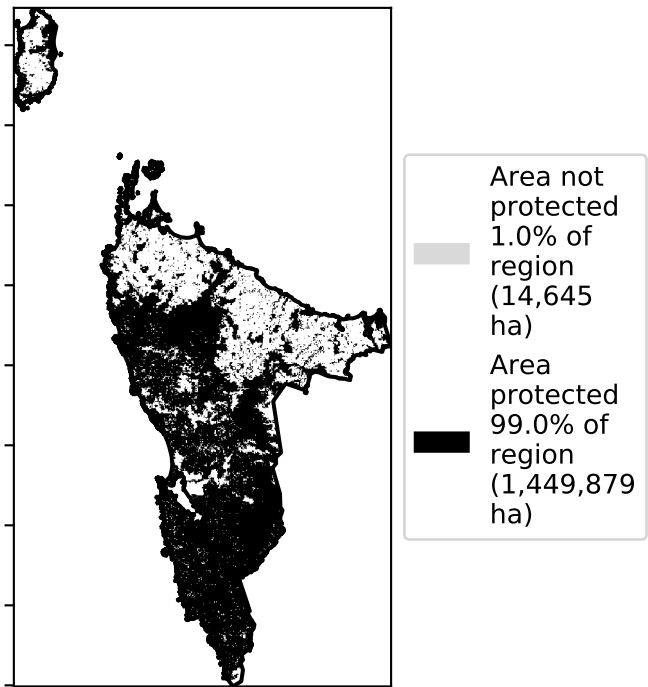 Area not
protected
1.0% of
region
(14,645
ha)
Area
protected
99.0% of
region
(1,449,879
ha)